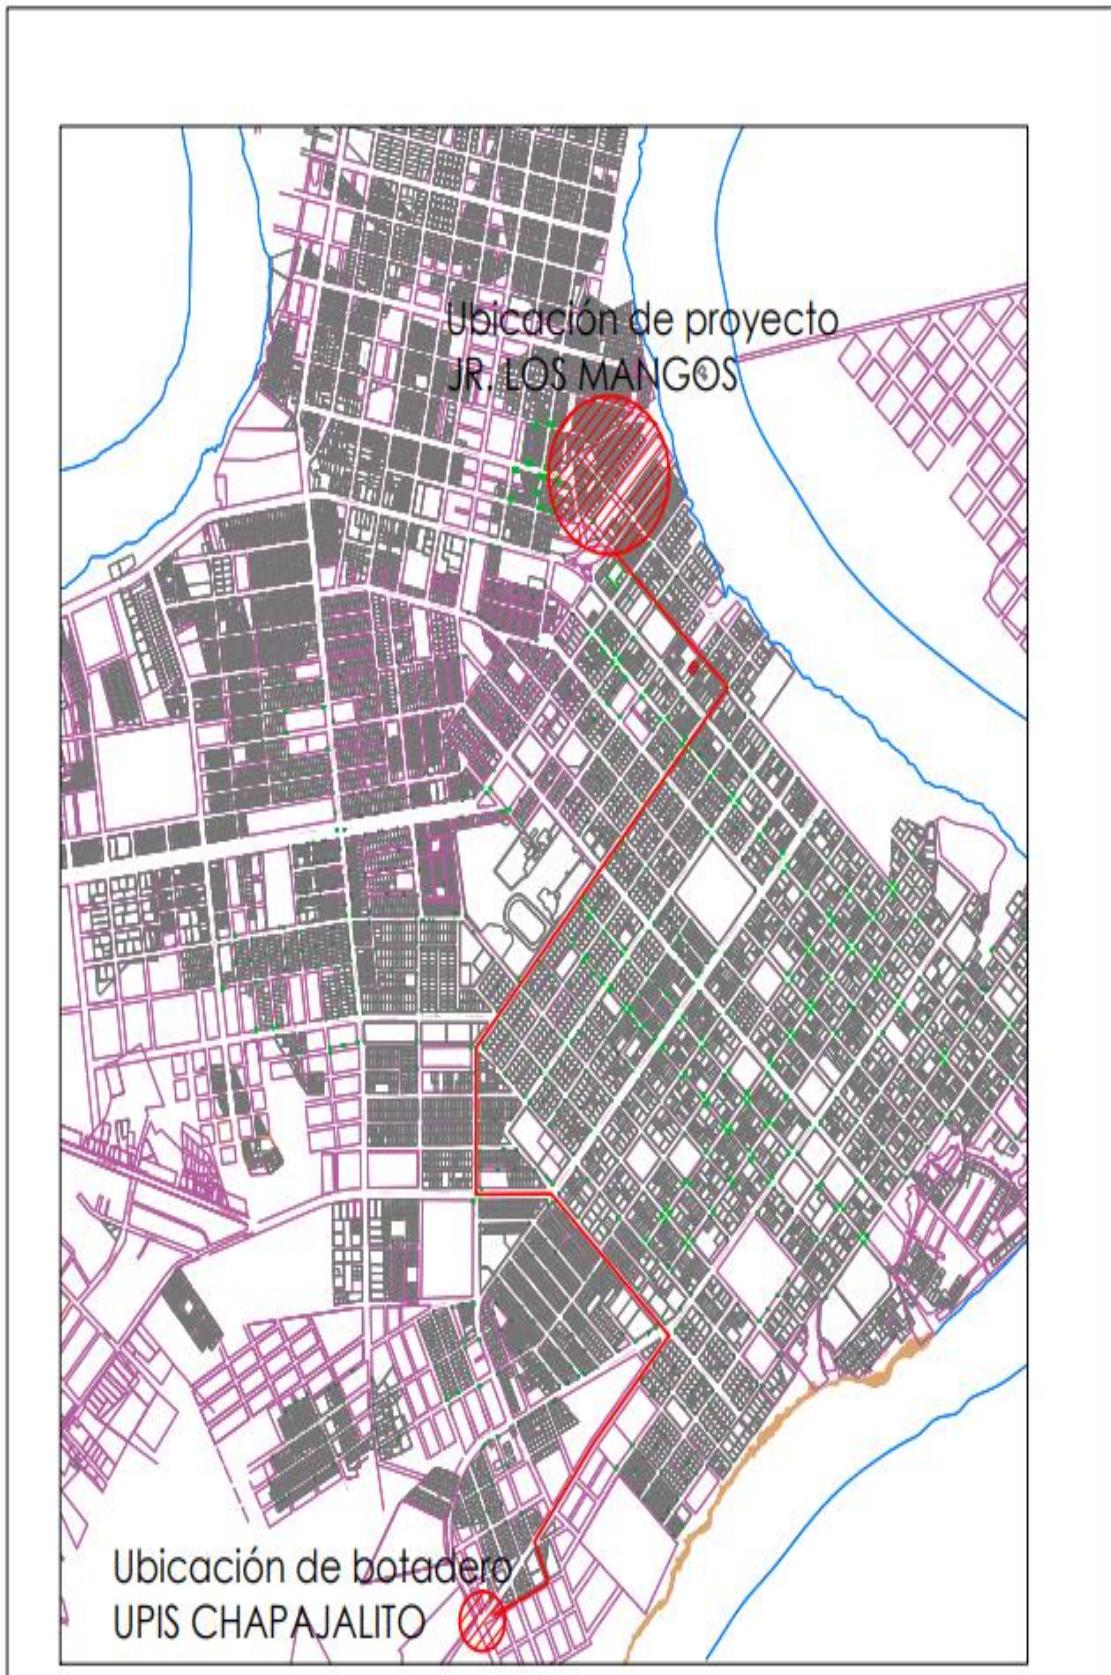 Ubicación de proyecto
JR. LOS MANGOS
Ubicación de botadero
UPIS CHAPAJALITO